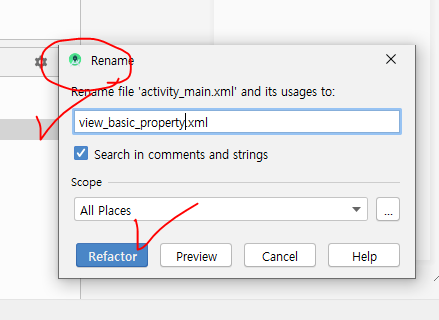 Rename
Rename file 'activity_main.xml' and its usages to:
view_basic_property.xml
Search in comments and strings
Scope
All Places
...
Refactor
Preview
Cancel
Help